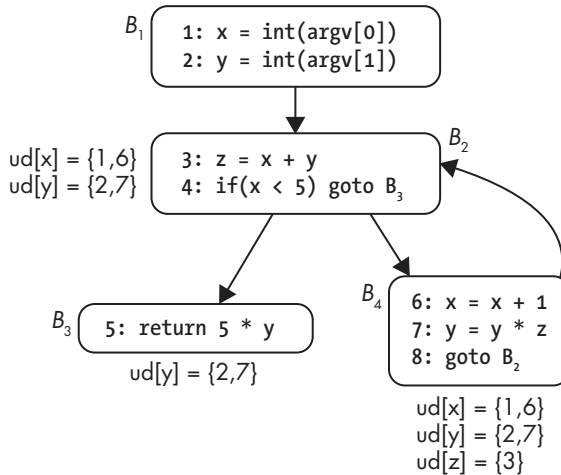 B₁
1: x = int(argv[0])
2: y = int(argv[1])
ud[x] = {1,6}
ud[y] = {2,7}
B₂
3: z = x + y
4: if(x < 5) goto B₃
B₃
5: return 5 * y
ud[y] = {2,7}
B₄
6: x = x + 1
7: y = y * z
8: goto B₂
ud[x] = {1,6}
ud[y] = {2,7}
ud[z] = {3}